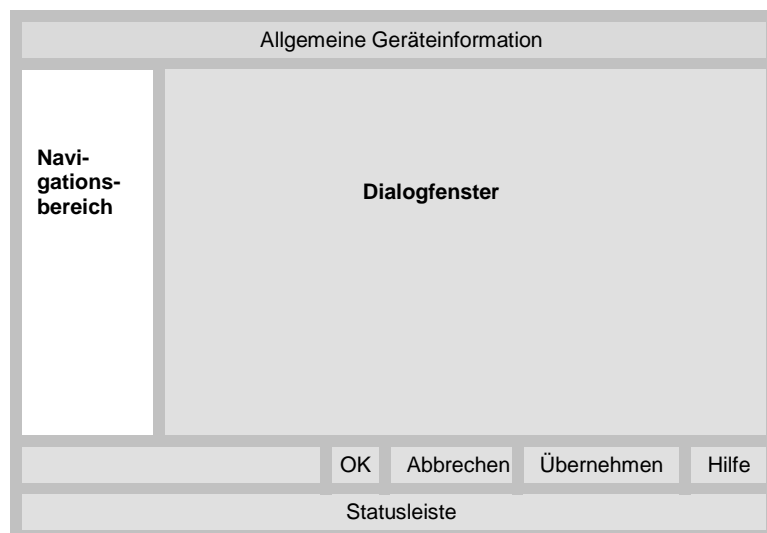 Allgemeine Geräteinformation
Navi-
gations-
bereich
Dialogfenster
OK Abbrechen Übernehmen Hilfe
Statusleiste